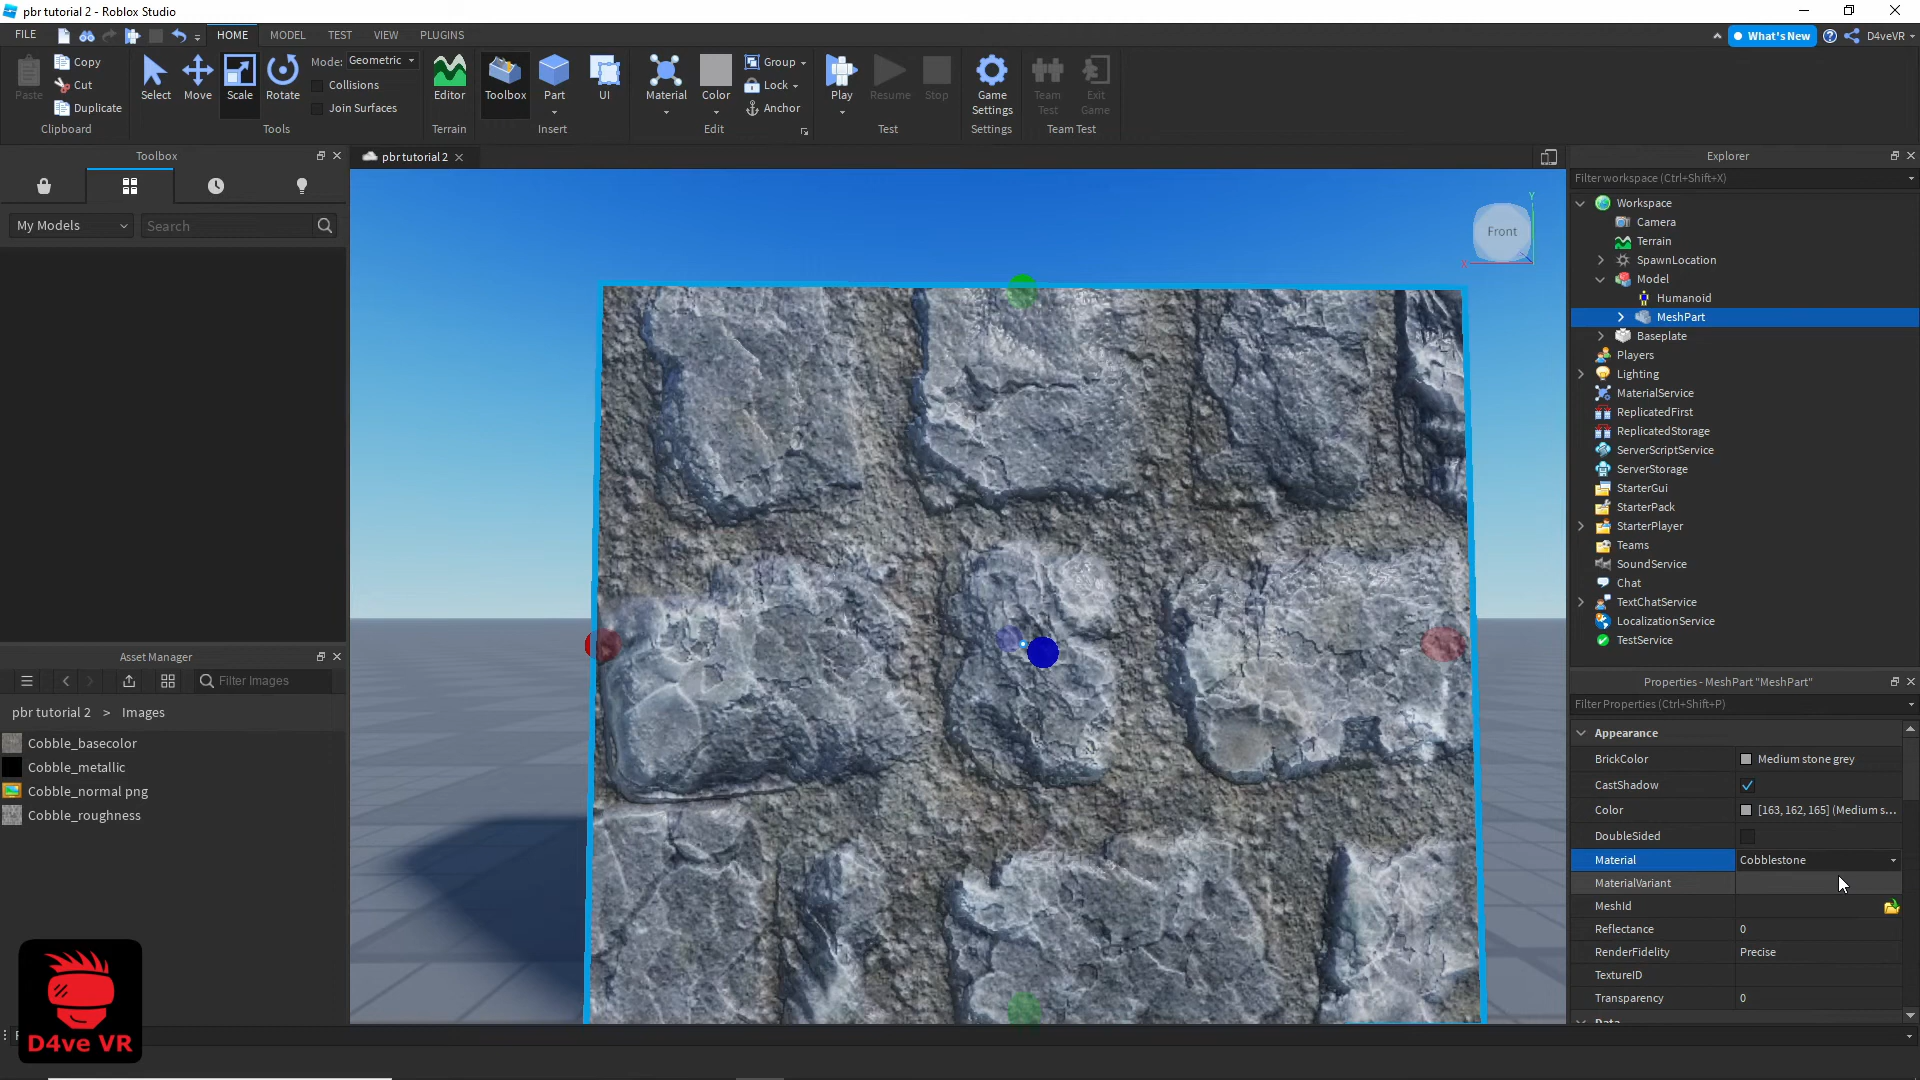 pbr tutorial 2 - Roblox Studio
FILE HOME MODEL TEST VIEW PLUGINS What's New D4veVR
Paste Copy Cut Duplicate
Clipboard
Select Move Scale Rotate
Mode: Geometric
Collisions
Join Surfaces
Tools
Editor
Terrain
Toolbox Part UI
Insert
Material Color
Group
Lock
Anchor
Edit
Play Resume Stop
Test
Game Settings
Settings
Team Test Exit Game
Team Test
Toolbox
My Models Search
pbr tutorial 2
Front
Y
X
Asset Manager
Filter Images
pbr tutorial 2 > Images
Cobble_basecolor
Cobble_metallic
Cobble_normal png
Cobble_roughness
D4ve VR
Explorer
Filter workspace (Ctrl+Shift+X)
Workspace
Camera
Terrain
SpawnLocation
Model
Humanoid
MeshPart
Baseplate
Players
Lighting
MaterialService
ReplicatedFirst
ReplicatedStorage
ServerScriptService
ServerStorage
StarterGui
StarterPack
StarterPlayer
Teams
SoundService
Chat
TextChatService
LocalizationService
TestService
Properties - MeshPart "MeshPart"
Filter Properties (Ctrl+Shift+P)
Appearance
BrickColor Medium stone grey
CastShadow
Color [163, 162, 165] (Medium s...
DoubleSided
Material Cobblestone
MaterialVariant
MeshId
Reflectance 0
RenderFidelity Precise
TextureID
Transparency 0
Data